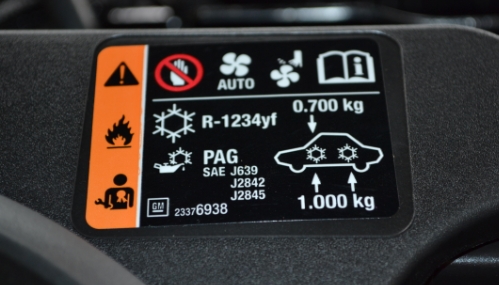 AUTO
R-1234yf
0.700 kg
PAG
SAE J639
J2842
J2845
GM
23376938
1.000 kg